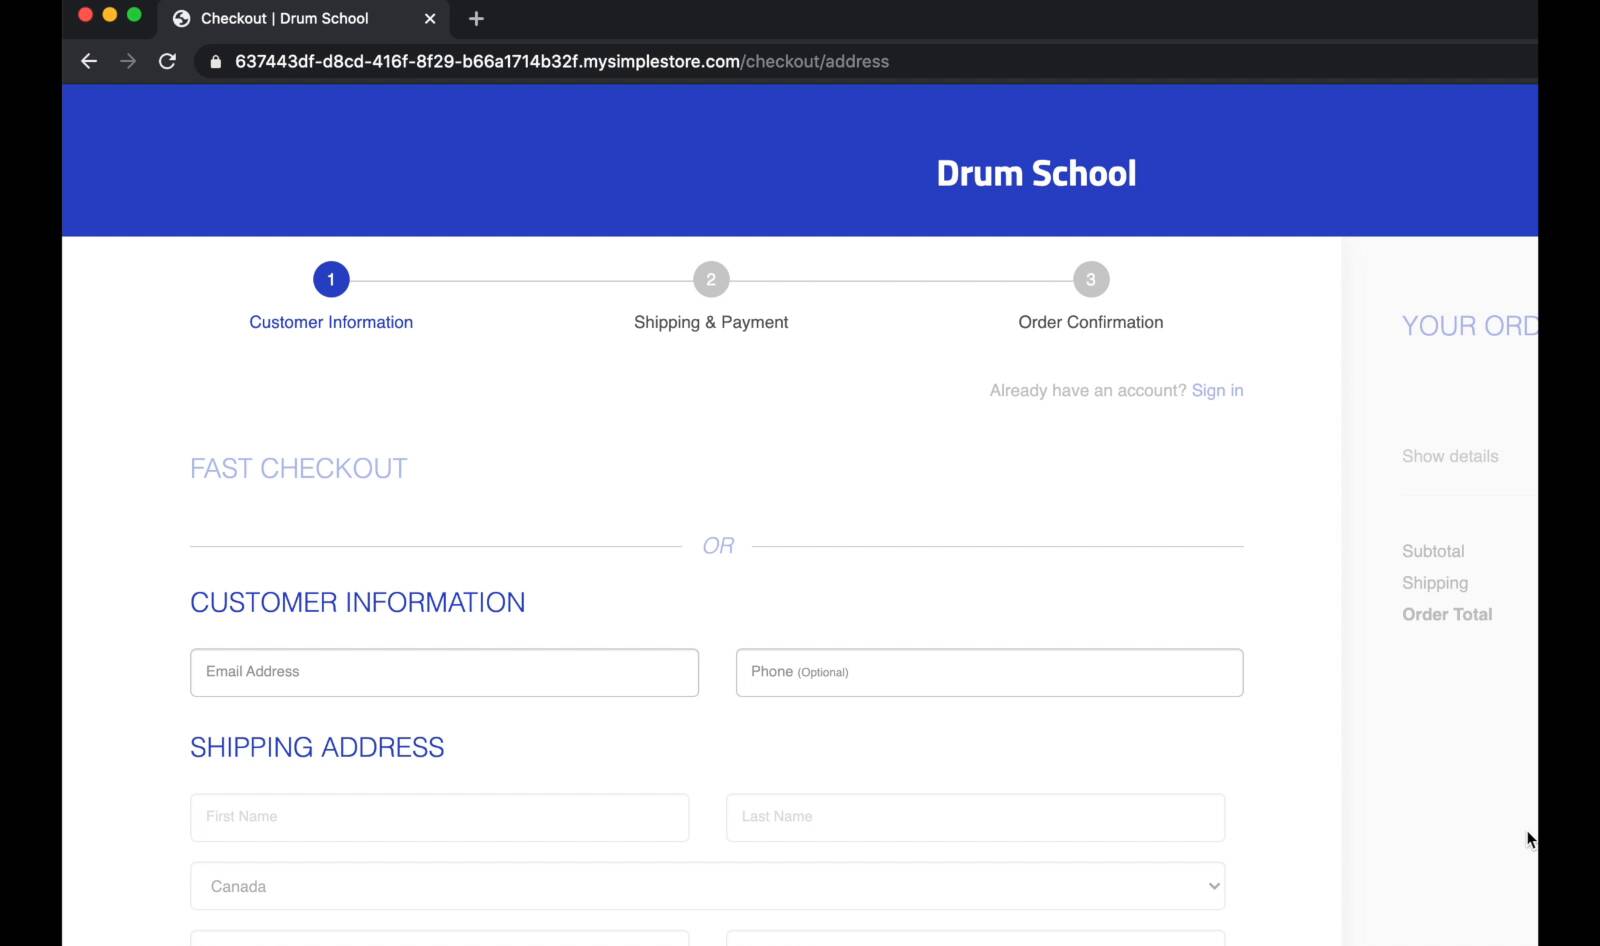 Checkout | Drum School
637443df-d8cd-416f-8f29-b66a1714b32f.mysimplestore.com/checkout/address
Drum School
1
2
3
Customer Information
Shipping & Payment
Order Confirmation
YOUR ORD
Already have an account? Sign in
FAST CHECKOUT
Show details
OR
Subtotal
Shipping
Order Total
CUSTOMER INFORMATION
Email Address
Phone (Optional)
SHIPPING ADDRESS
First Name
Last Name
Canada